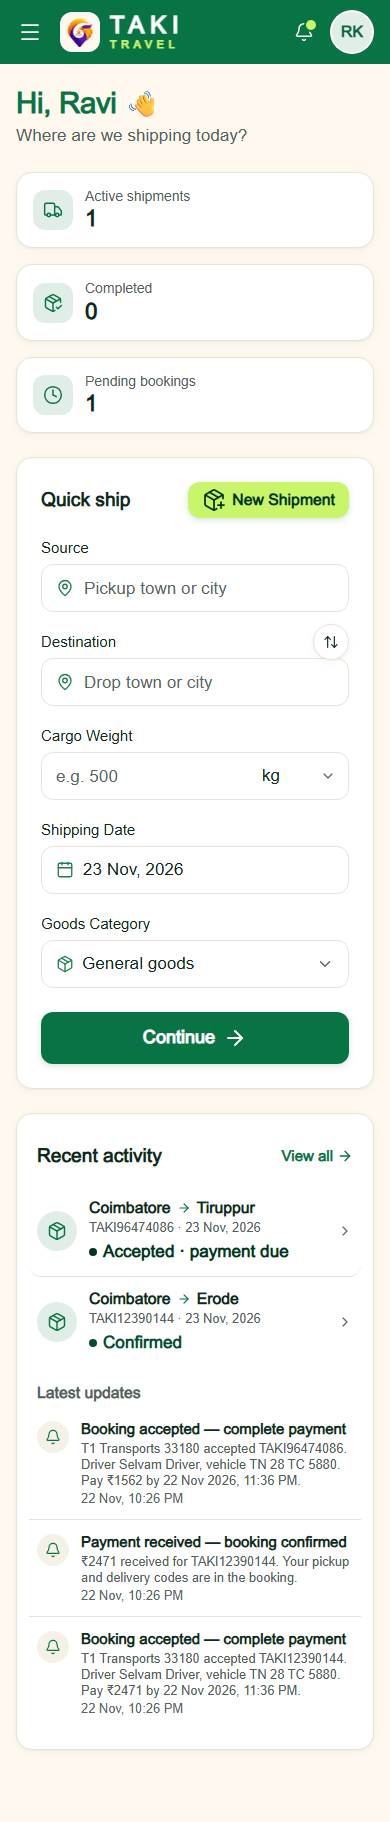 TAKI
TRAVEL
RK
Hi, Ravi 👋
Where are we shipping today?
Active shipments
1
Completed
0
Pending bookings
1
Quick ship
New Shipment
Source
Pickup town or city
Destination
Drop town or city
Cargo Weight
e.g. 500 kg
Shipping Date
23 Nov, 2026
Goods Category
General goods
Continue →
Recent activity
View all →
Coimbatore → Tiruppur
TAKI96474086 · 23 Nov, 2026
Accepted · payment due
Coimbatore → Erode
TAKI12390144 · 23 Nov, 2026
Confirmed
Latest updates
Booking accepted — complete payment
T1 Transports 33180 accepted TAKI96474086.
Driver Selvam Driver, vehicle TN 28 TC 5880.
Pay ₹1562 by 22 Nov 2026, 11:36 PM.
22 Nov, 10:26 PM
Payment received — booking confirmed
₹2471 received for TAKI12390144. Your pickup
and delivery codes are in the booking.
22 Nov, 10:26 PM
Booking accepted — complete payment
T1 Transports 33180 accepted TAKI12390144.
Driver Selvam Driver, vehicle TN 28 TC 5880.
Pay ₹2471 by 22 Nov 2026, 11:36 PM.
22 Nov, 10:26 PM